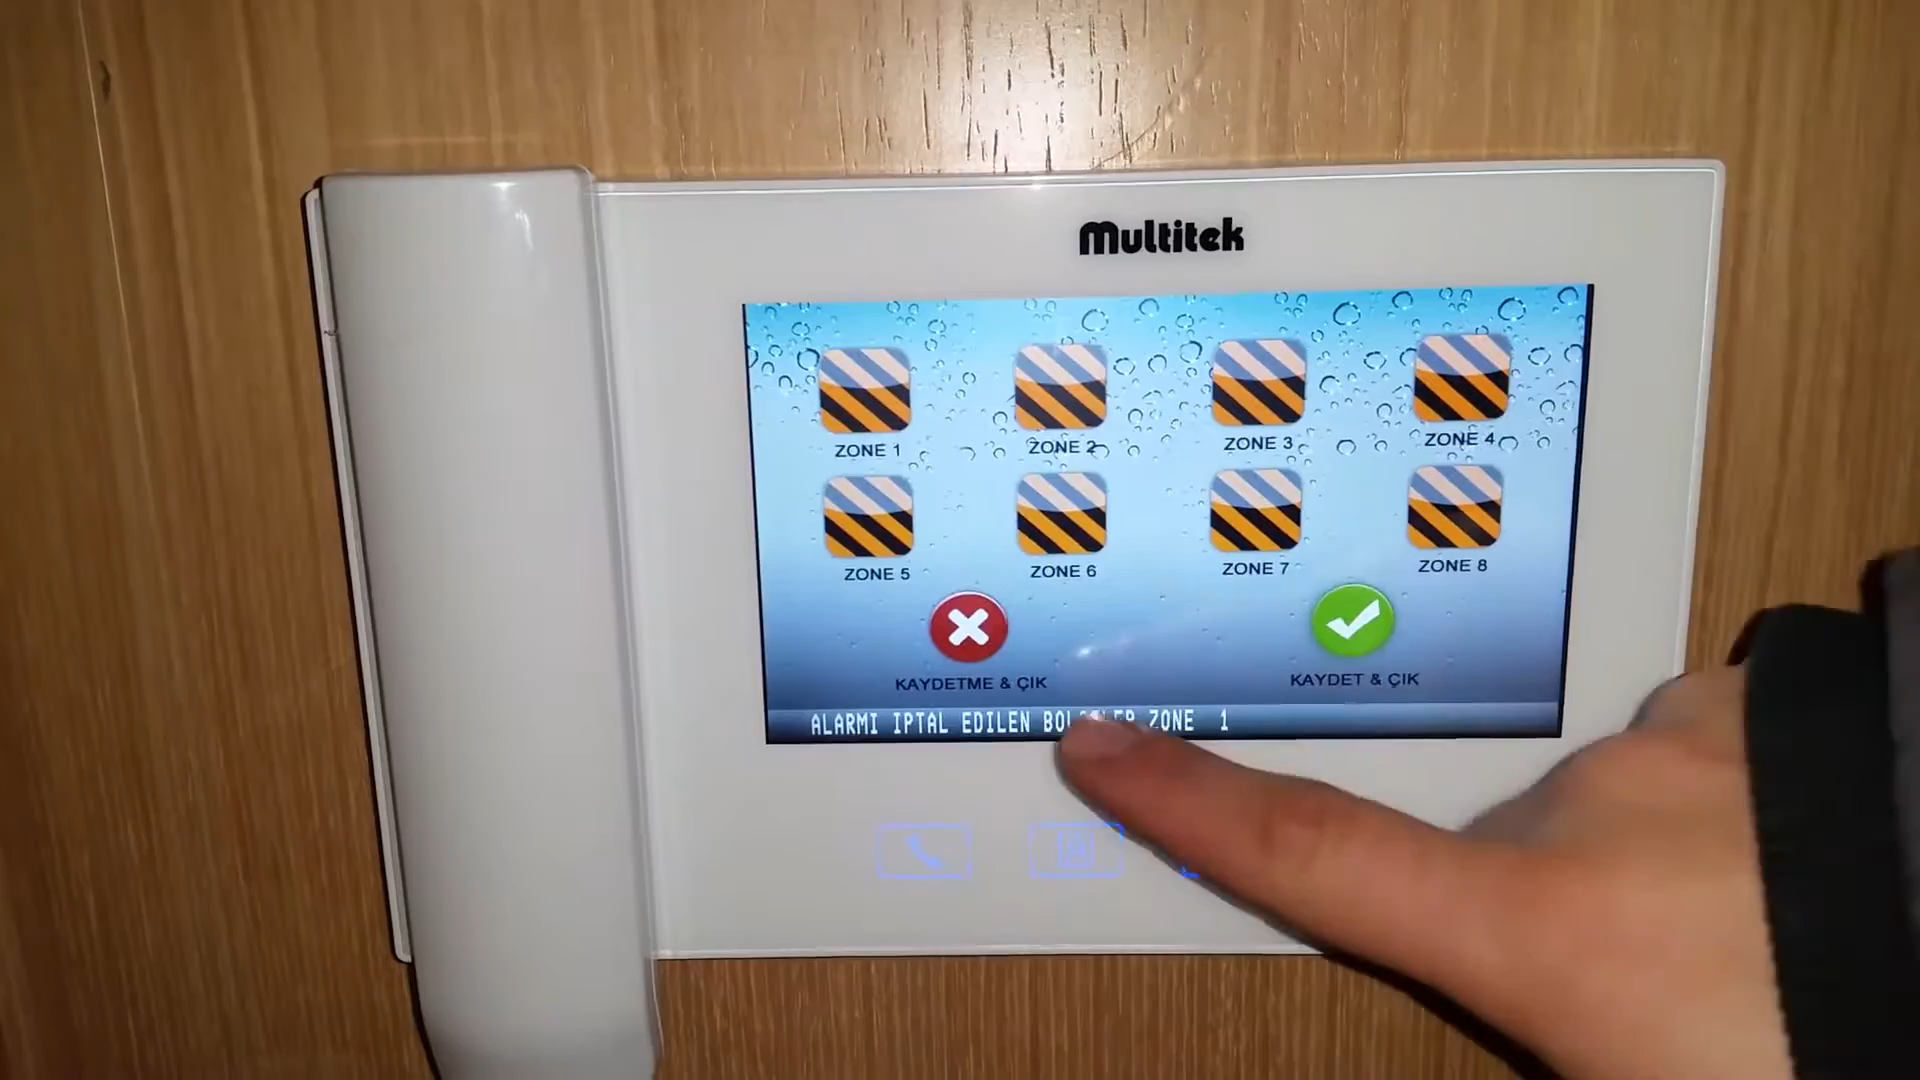 Multitek
ZONE 1 ZONE 2 ZONE 3 ZONE 4
ZONE 5 ZONE 6 ZONE 7 ZONE 8
KAYDETME & ÇIK KAYDET & ÇIK
ALARMI IPTAL EDILEN ZONE 1